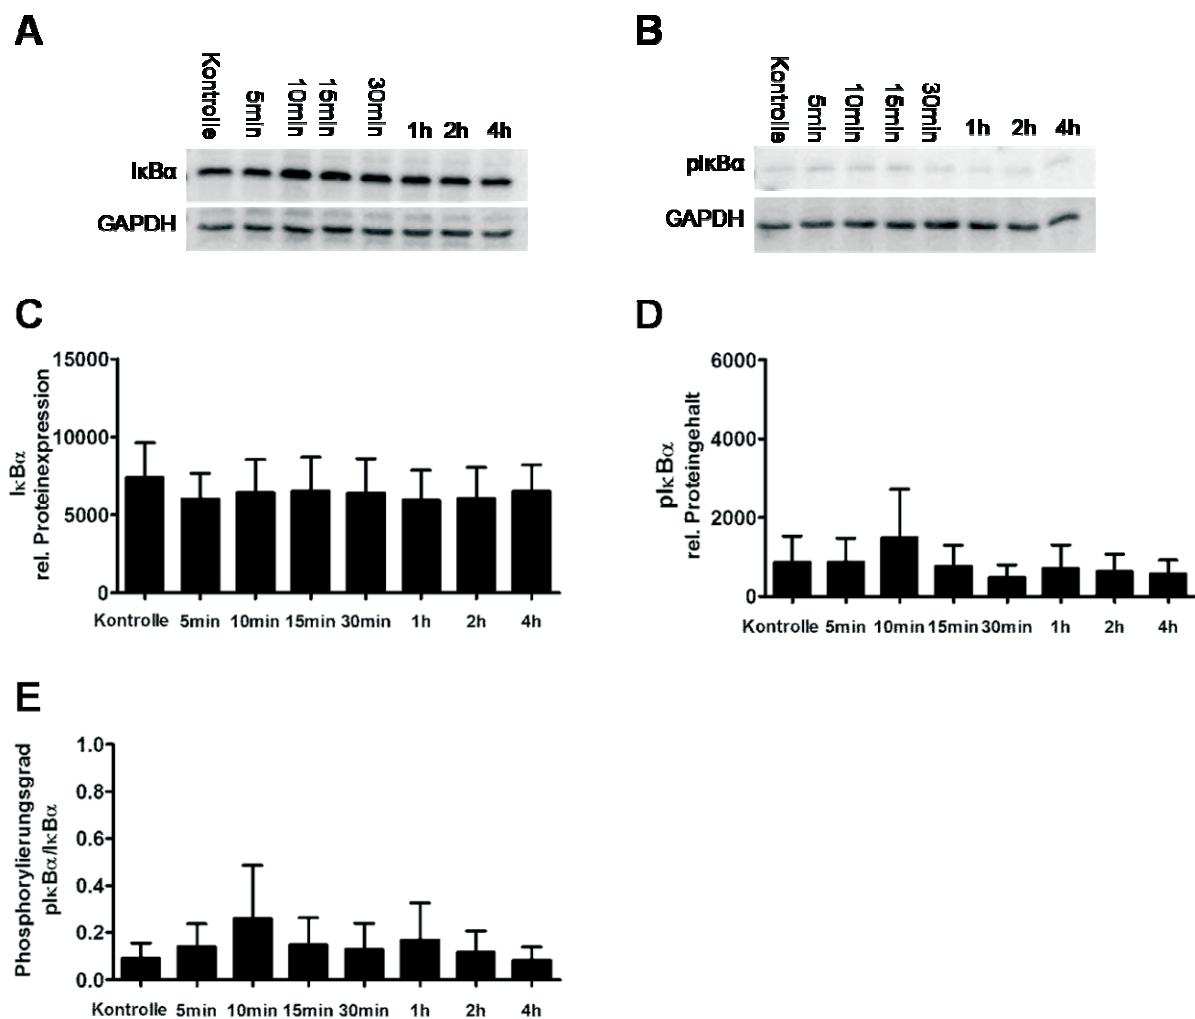 A
Kontrolle 5min 10min 15min 30min 1h 2h 4h
IκBα
GAPDH
B
Kontrolle 5min 10min 15min 30min 1h 2h 4h
pIκBα
GAPDH
C
IκBα
rel. Proteinexpression
15000
10000
5000
0
Kontrolle 5min 10min 15min 30min 1h 2h 4h
D
pIκBα
rel. Proteingehalt
6000
4000
2000
0
Kontrolle 5min 10min 15min 30min 1h 2h 4h
E
Phosphorylierungsgrad
pIκBα/IκBα
1.0
0.8
0.6
0.4
0.2
0.0
Kontrolle 5min 10min 15min 30min 1h 2h 4h